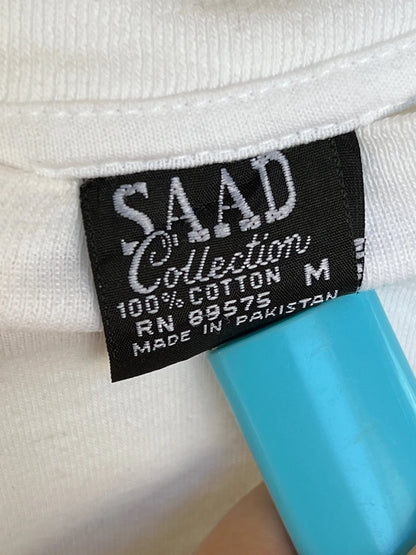 SAAD
Collection
100% COTTON M
RN 89575
MADE IN PAKISTAN